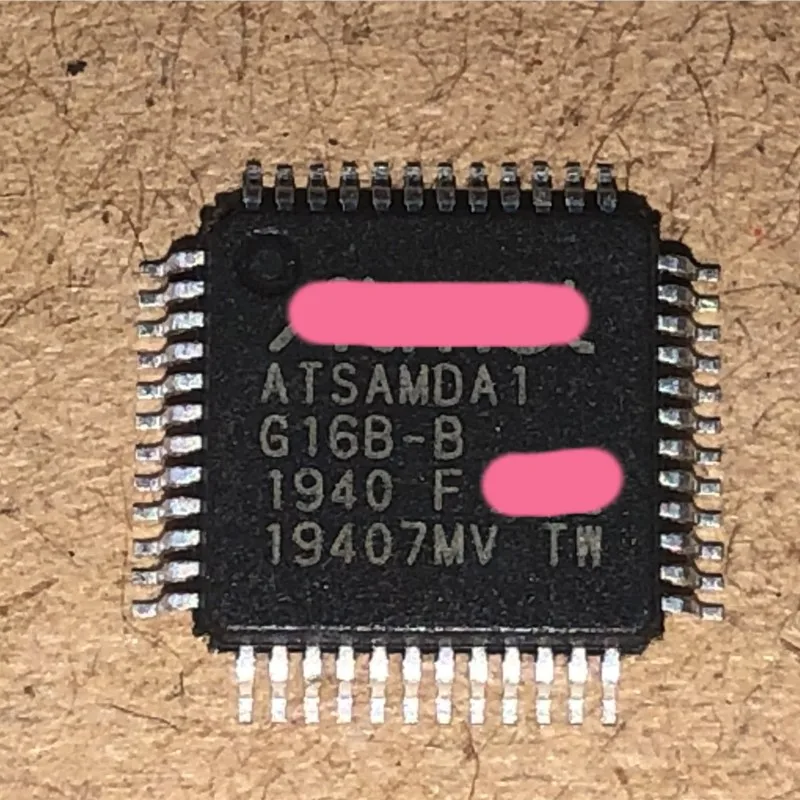 ATSAMDA1
G16B-B
1940 F
19407MV TW